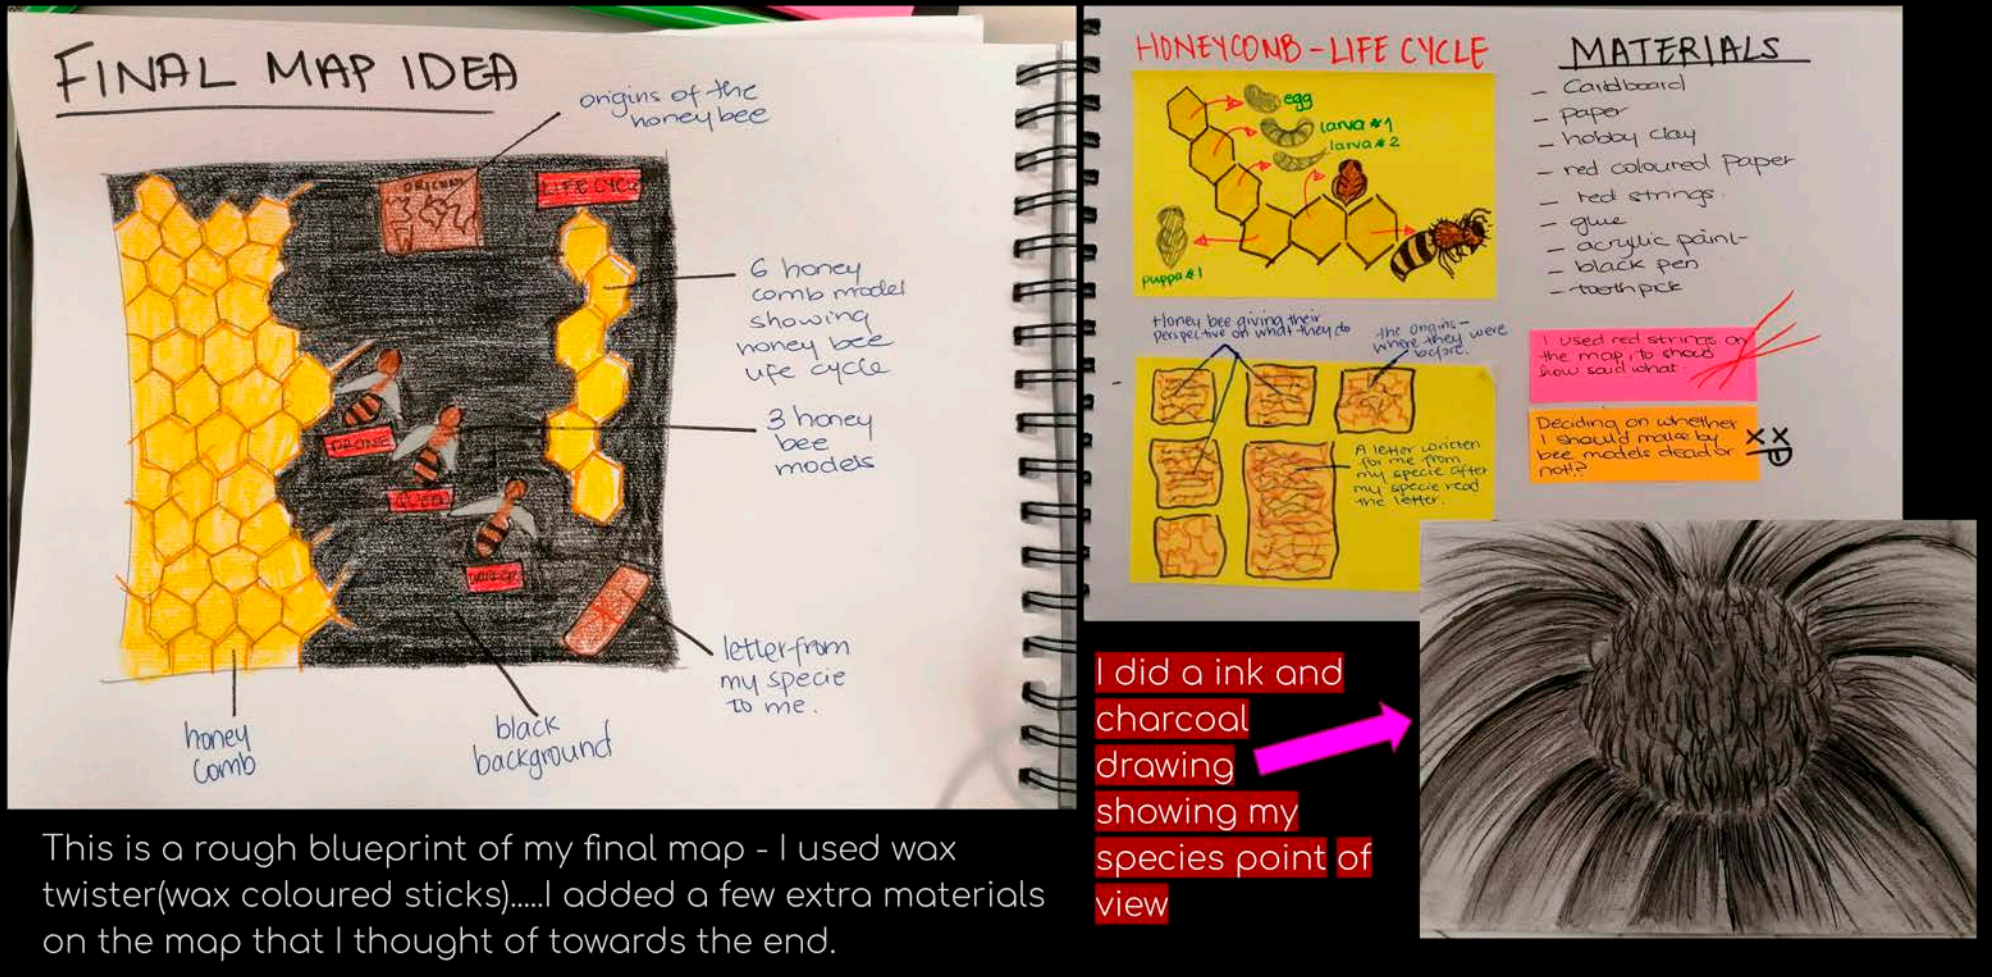 FINAL MAP IDEA
origins of the
honeybee
ORIGINS
LIFE CYCLE
6 honey
comb model
showing
honey bee
life cycle
3 honey
bee
models
DRONE
QUEEN
WORKER
letter from
my specie
to me.
honey
comb
black
background
This is a rough blueprint of my final map - I used wax
twister(wax coloured sticks).....I added a few extra materials
on the map that I thought of towards the end.
HONEYCOMB - LIFE CYCLE
egg
larva #1
larva #2
puppa #1
Honey bee giving their
perspective on what they do
the origins-
where they were
before.
A letter written
for me from
my specie after
my specie read
the letter.
MATERIALS
- Cardboard
- paper
- hobby clay
- red coloured paper
- red strings.
- glue
- acrylic paint
- black pen
- toothpick
I used red strings on
the map, to show
how said what.
Deciding on whether
I should make by
bee models dead or
not!?
I did a ink and
charcoal
drawing
showing my
species point of
view